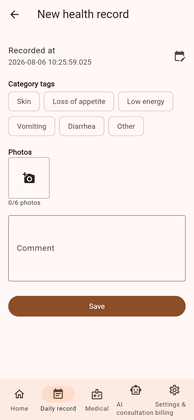 New health record
Recorded at
2026-08-06 10:25:59.025
Category tags
Skin
Loss of appetite
Low energy
Vomiting
Diarrhea
Other
Photos
0/6 photos
Comment
Save
Home
Daily record
Medical
AI consultation
Settings & billing